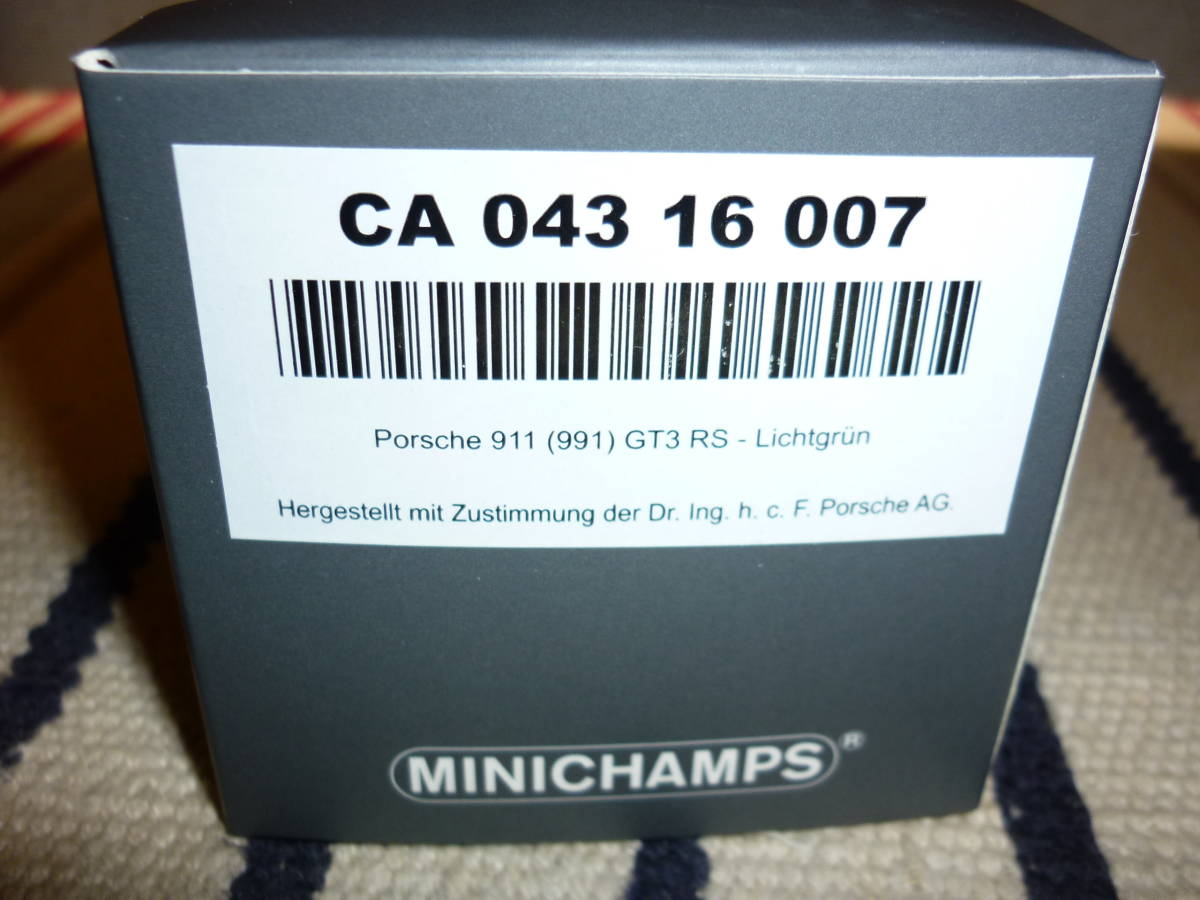 CA 043 16 007
Porsche 911 (991) GT3 RS - Lichtgrün
Hergestellt mit Zustimmung der Dr. Ing. h. c. F. Porsche AG.
MINICHAMPS®